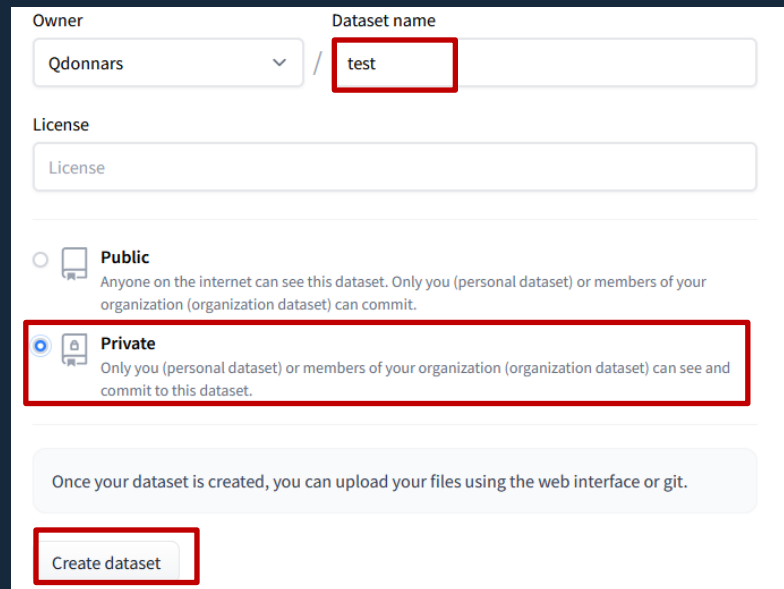 Owner Dataset name
Qdonnars / test
License
License
Public
Anyone on the internet can see this dataset. Only you (personal dataset) or members of your
organization (organization dataset) can commit.
Private
Only you (personal dataset) or members of your organization (organization dataset) can see and
commit to this dataset.
Once your dataset is created, you can upload your files using the web interface or git.
Create dataset